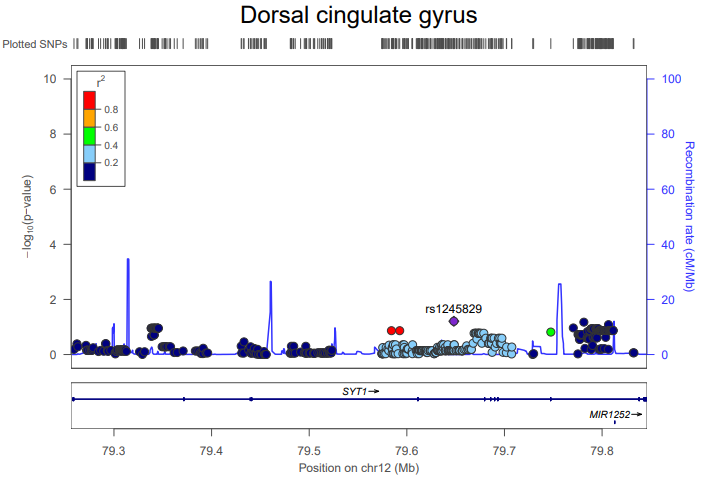 Dorsal cingulate gyrus
Plotted SNPs
r2
0.8
0.6
0.4
0.2
10
8
6
4
2
0
−log10(p−value)
100
80
60
40
20
0
Recombination rate (cM/Mb)
rs1245829
SYT1
MIR1252
79.3 79.4 79.5 79.6 79.7 79.8
Position on chr12 (Mb)